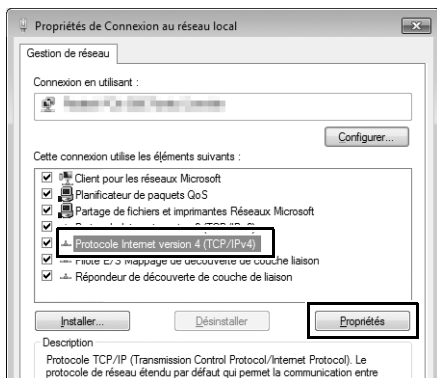 Propriétés de Connexion au réseau local
Gestion de réseau
Connexion en utilisant :
Configurer...
Cette connexion utilise les éléments suivants :
Client pour les réseaux Microsoft
Planificateur de paquets QoS
Partage de fichiers et imprimantes Réseaux Microsoft
Protocole Internet version 4 (TCP/IPv4)
Pilote E/S Mappage de découverte de couche liaison
Répondeur de découverte de couche de liaison
Installer... Désinstaller Propriétés
Description
Protocole TCP/IP (Transmission Control Protocol/Internet Protocol). Le
protocole de réseau étendu par défaut qui permet la communication entre